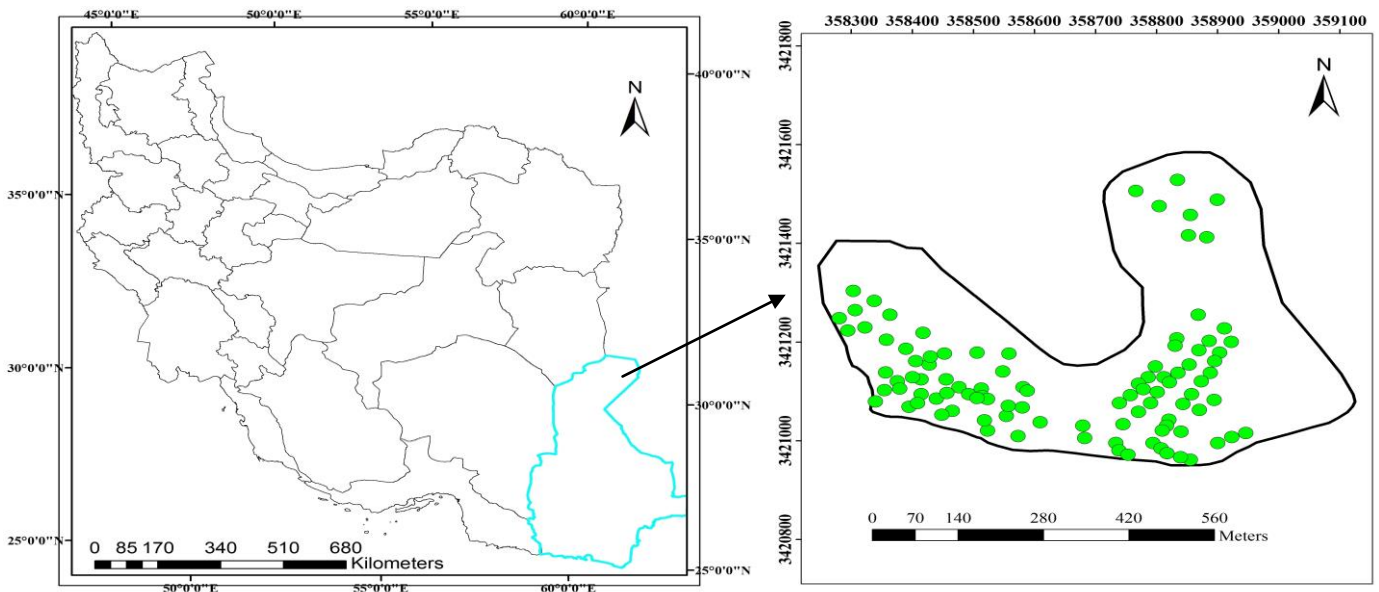 45°0'0"E 50°0'0"E 55°0'0"E 60°0'0"E
N
40°0'0"N
35°0'0"N
35°0'0"N
30°0'0"N
30°0'0"N
25°0'0"N
25°0'0"N
0 85 170 340 510 680
Kilometers
50°0'0"E 60°0'0"E
358300 358400 358500 358600 358700 358800 358900 359000 359100
N
3421800
3421600
3421400
3421200
3421000
3420800
0 70 140 280 420 560
Meters